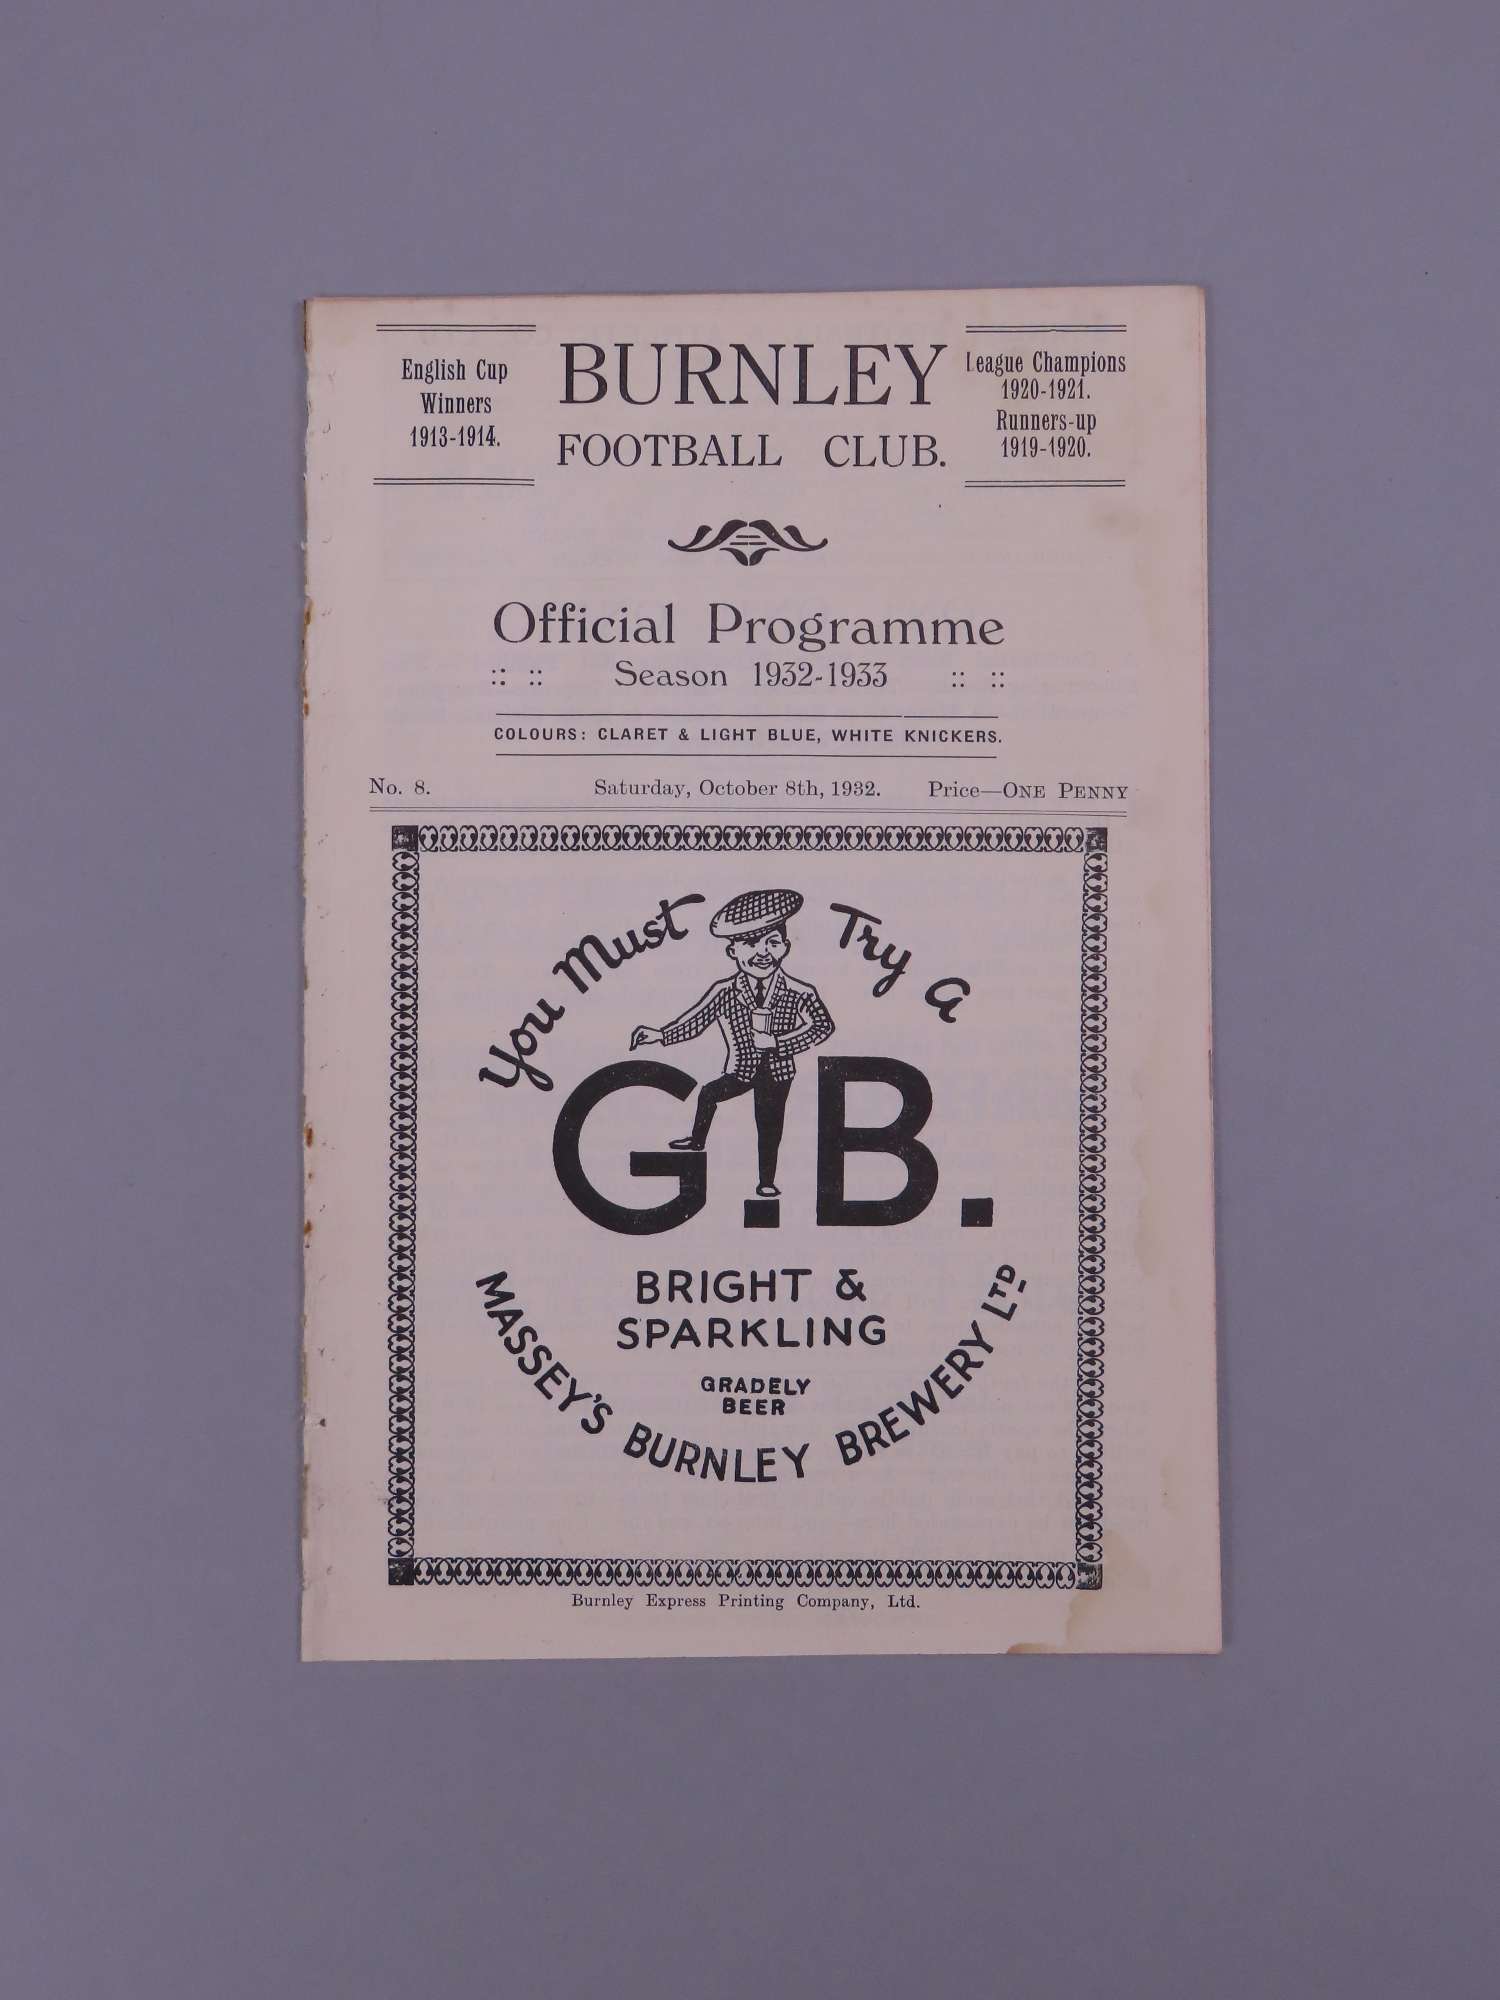 English Cup
Winners
1913-1914.
BURNLEY
FOOTBALL CLUB.
League Champions
1920-1921.
Runners-up
1919-1920.
Official Programme
:: :: Season 1932-1933 :: ::
COLOURS: CLARET & LIGHT BLUE, WHITE KNICKERS.
No. 8. Saturday, October 8th, 1932. Price—ONE PENNY
You Must Try A
G.B.
BRIGHT &
SPARKLING
GRADELY
BEER
MASSEY'S BURNLEY BREWERY LTD
Burnley Express Printing Company, Ltd.